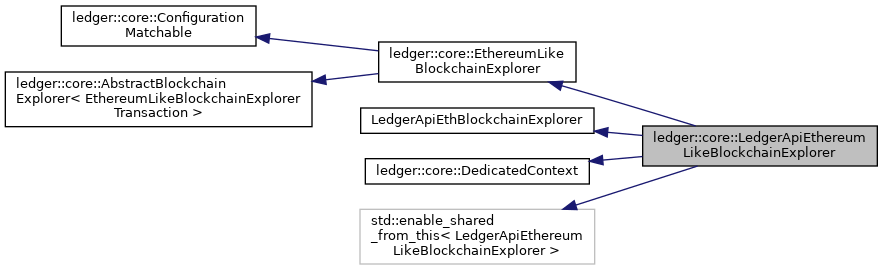 ledger::core::Configuration
Matchable
ledger::core::AbstractBlockchain
Explorer< EthereumLikeBlockchainExplorer
Transaction >
ledger::core::EthereumLike
BlockchainExplorer
LedgerApiEthBlockchainExplorer
ledger::core::DedicatedContext
std::enable_shared
_from_this< LedgerApiEthereum
LikeBlockchainExplorer >
ledger::core::LedgerApiEthereum
LikeBlockchainExplorer